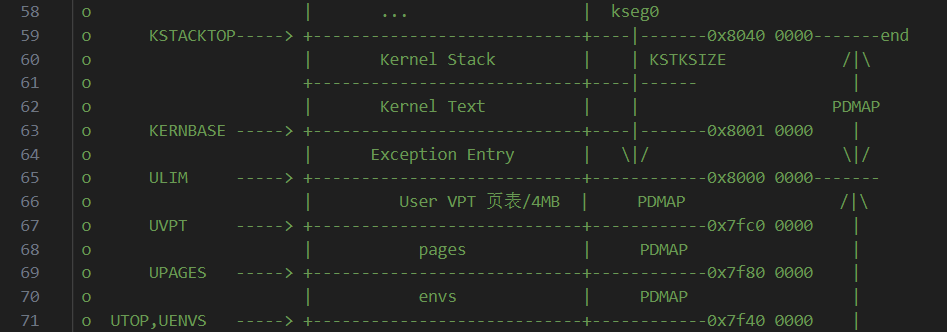 58 o | ... | kseg0
59 o KSTACKTOP-----> +----------------------------+----|-------0x8040 0000-------end
60 o | Kernel Stack | | KSTKSIZE /|\
61 o +----------------------------+----|------ |
62 o | Kernel Text | | PDMAP
63 o KERNBASE -----> +----------------------------+----|-------0x8001 0000 |
64 o | Exception Entry | \|/ \|/
65 o ULIM -----> +----------------------------+------------0x8000 0000-------
66 o | User VPT 页表/4MB | PDMAP /|\
67 o UVPT -----> +----------------------------+------------0x7fc0 0000 |
68 o | pages | PDMAP |
69 o UPAGES -----> +----------------------------+------------0x7f80 0000 |
70 o | envs | PDMAP |
71 o UTOP,UENVS -----> +----------------------------+------------0x7f40 0000 |